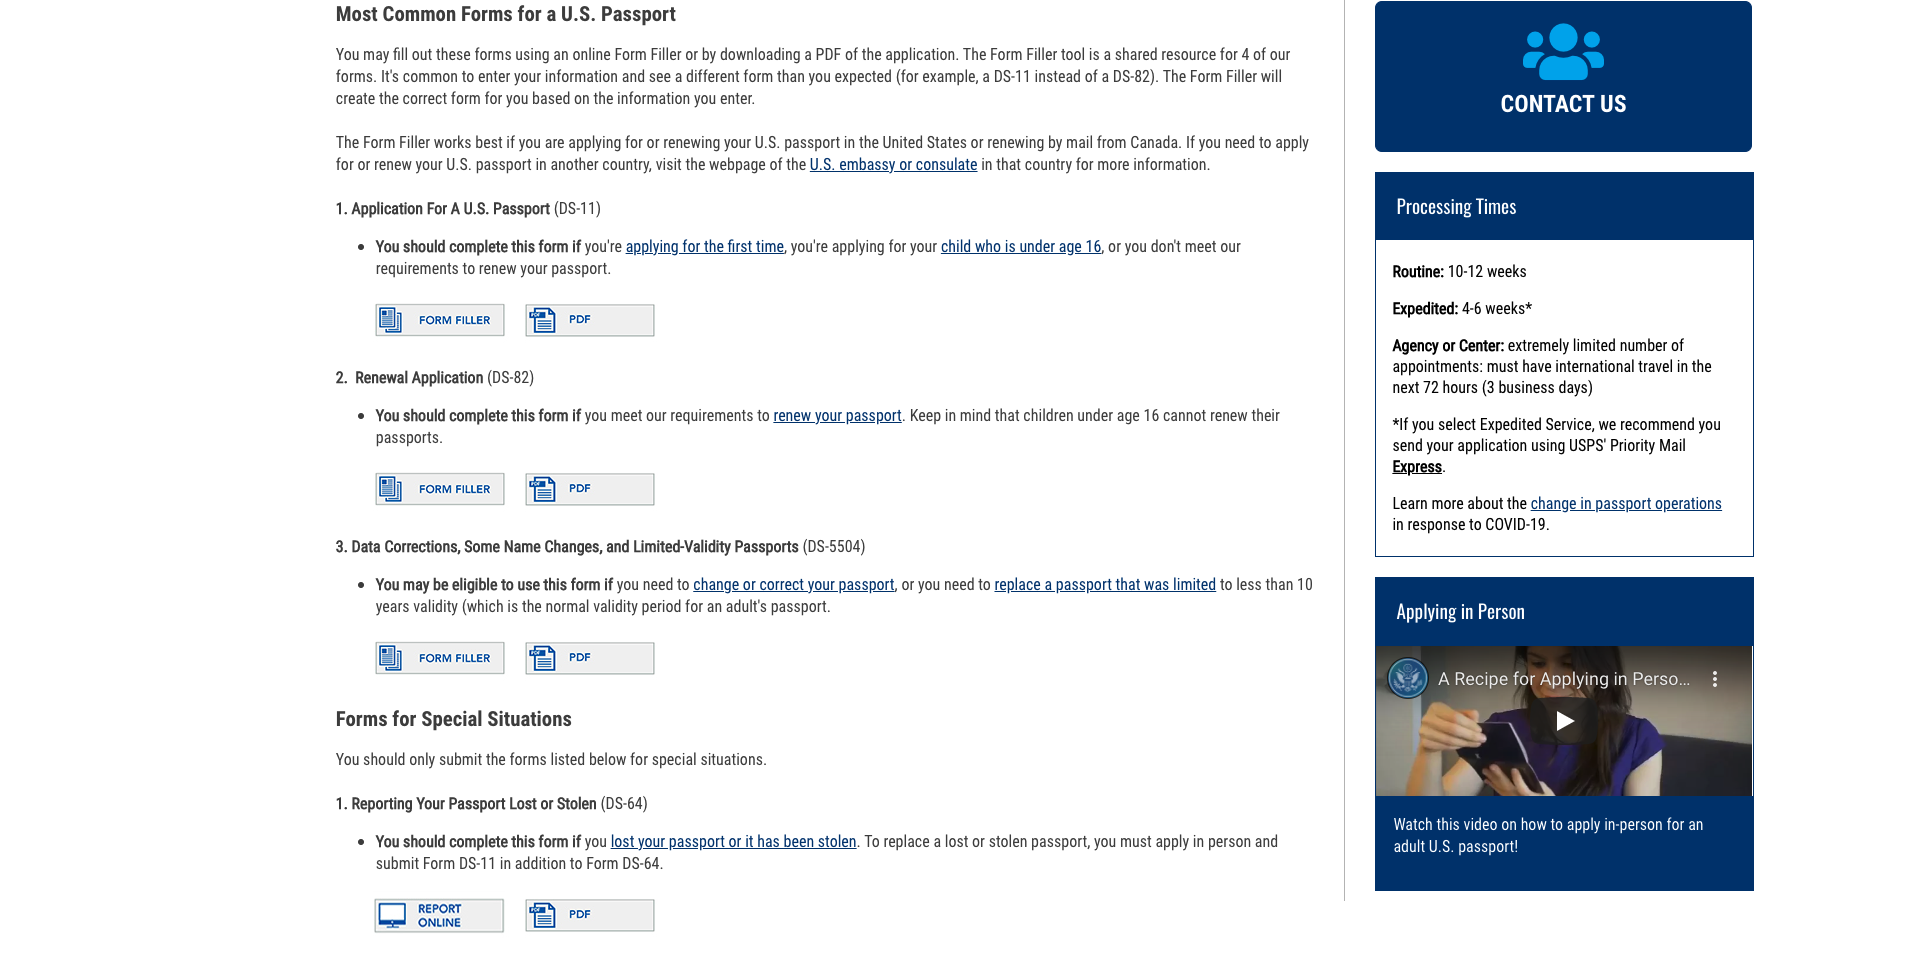 Most Common Forms for a U.S. Passport
You may fill out these forms using an online Form Filler or by downloading a PDF of the application. The Form Filler tool is a shared resource for 4 of our
forms. It's common to enter your information and see a different form than you expected (for example, a DS-11 instead of a DS-82). The Form Filler will
create the correct form for you based on the information you enter.
The Form Filler works best if you are applying for or renewing your U.S. passport in the United States or renewing by mail from Canada. If you need to apply
for or renew your U.S. passport in another country, visit the webpage of the U.S. embassy or consulate in that country for more information.
1. Application For A U.S. Passport (DS-11)
• You should complete this form if you're applying for the first time, you're applying for your child who is under age 16, or you don't meet our
requirements to renew your passport.
FORM FILLER PDF
2. Renewal Application (DS-82)
• You should complete this form if you meet our requirements to renew your passport. Keep in mind that children under age 16 cannot renew their
passports.
FORM FILLER PDF
3. Data Corrections, Some Name Changes, and Limited-Validity Passports (DS-5504)
• You may be eligible to use this form if you need to change or correct your passport, or you need to replace a passport that was limited to less than 10
years validity (which is the normal validity period for an adult's passport.
FORM FILLER PDF
Forms for Special Situations
You should only submit the forms listed below for special situations.
1. Reporting Your Passport Lost or Stolen (DS-64)
• You should complete this form if you lost your passport or it has been stolen. To replace a lost or stolen passport, you must apply in person and
submit Form DS-11 in addition to Form DS-64.
REPORT
ONLINE
PDF
CONTACT US
Processing Times
Routine: 10-12 weeks
Expedited: 4-6 weeks*
Agency or Center: extremely limited number of
appointments: must have international travel in the
next 72 hours (3 business days)
*If you select Expedited Service, we recommend you
send your application using USPS' Priority Mail
Express.
Learn more about the change in passport operations
in response to COVID-19.
Applying in Person
A Recipe for Applying in Perso...
Watch this video on how to apply in-person for an
adult U.S. passport!